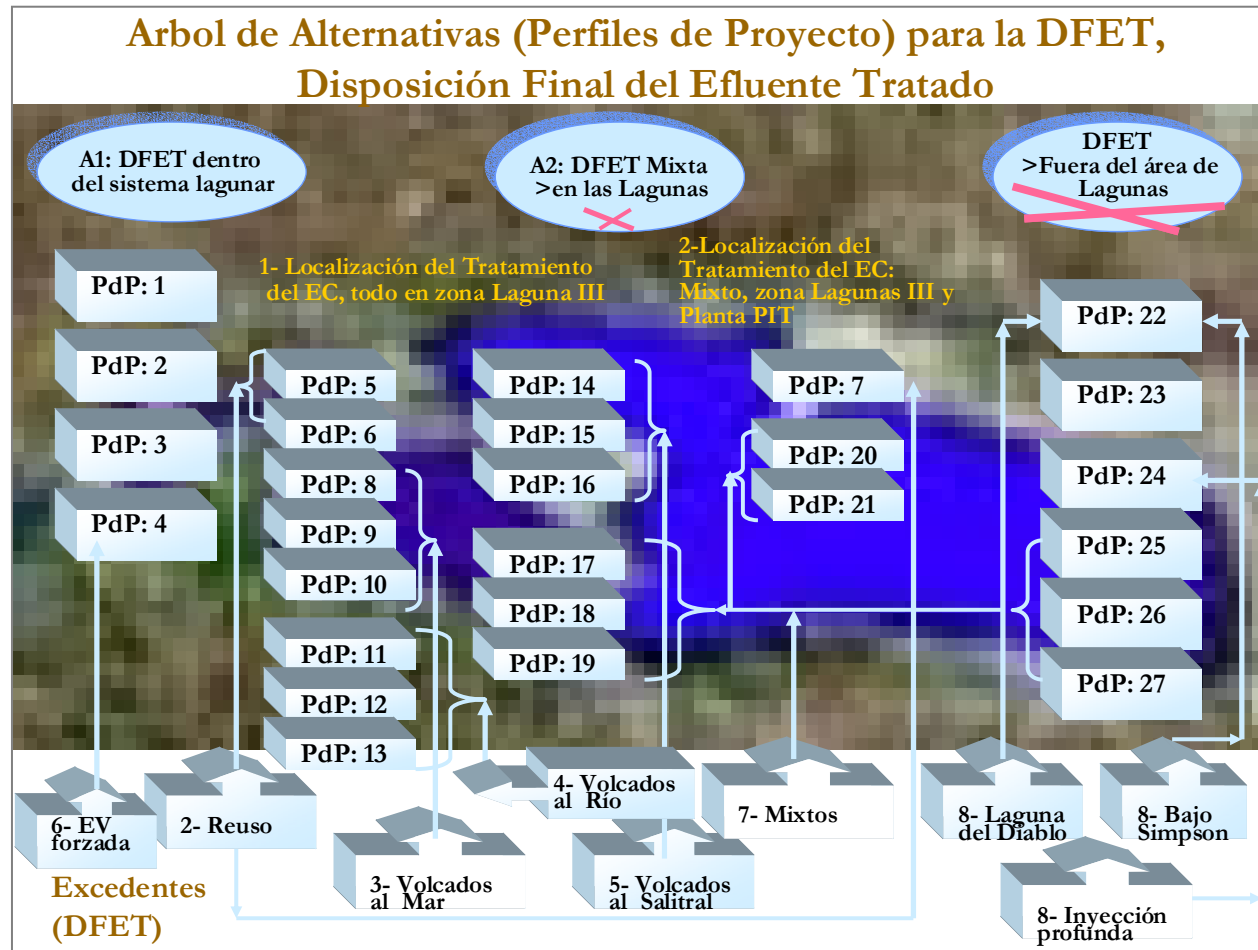 Arbol de Alternativas (Perfiles de Proyecto) para la DFET,
Disposición Final del Efluente Tratado
A1: DFET dentro
del sistema lagunar
A2: DFET Mixta
>en las Lagunas
DFET
>Fuera del área de
Lagunas
1- Localización del Tratamiento
del EC, todo en zona Laguna III
2-Localización del
Tratamiento del EC:
Mixto, zona Lagunas III y
Planta PIT
PdP: 1
PdP: 2
PdP: 3
PdP: 4
PdP: 5
PdP: 6
PdP: 8
PdP: 9
PdP: 10
PdP: 11
PdP: 12
PdP: 13
PdP: 14
PdP: 15
PdP: 16
PdP: 17
PdP: 18
PdP: 19
PdP: 7
PdP: 20
PdP: 21
PdP: 22
PdP: 23
PdP: 24
PdP: 25
PdP: 26
PdP: 27
6- EV
forzada
2- Reuso
3- Volcados
al Mar
4- Volcados
al Río
5- Volcados
al Salitral
7- Mixtos
8- Laguna
del Diablo
8- Bajo
Simpson
8- Inyección
profunda
Excedentes
(DFET)